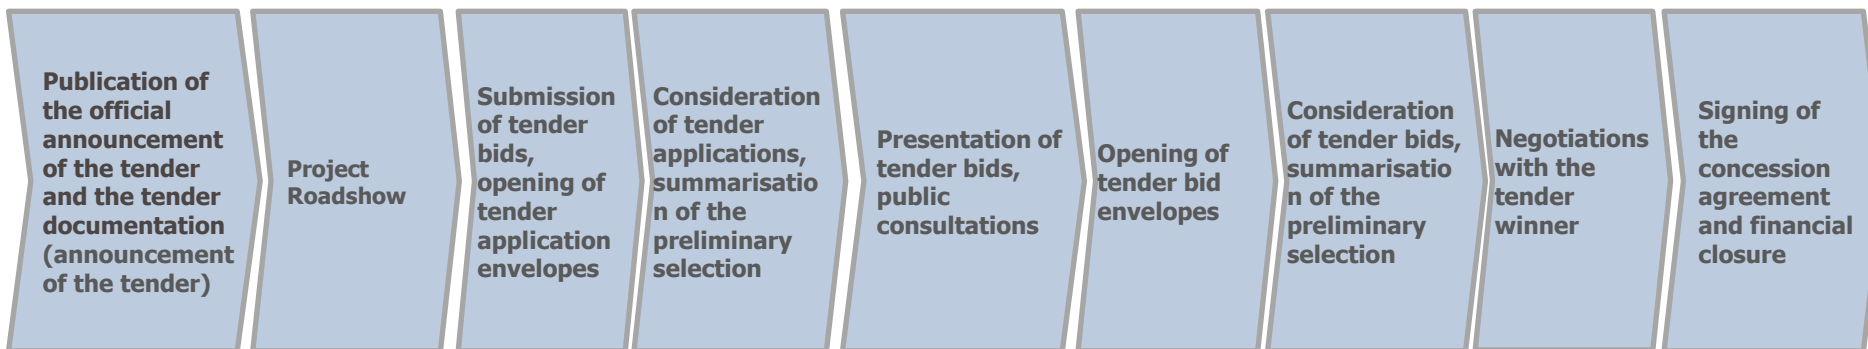 Publication of
the official
announcement
of the tender
and the tender
documentation
(announcement
of the tender)
Project
Roadshow
Submission
of tender
bids,
opening of
tender
application
envelopes
Consideration
of tender
applications,
summarisatio
n of the
preliminary
selection
Presentation of
tender bids,
public
consultations
Opening of
tender bid
envelopes
Consideration
of tender bids,
summarisatio
n of the
preliminary
selection
Negotiations
with the
tender
winner
Signing of
the
concession
agreement
and financial
closure